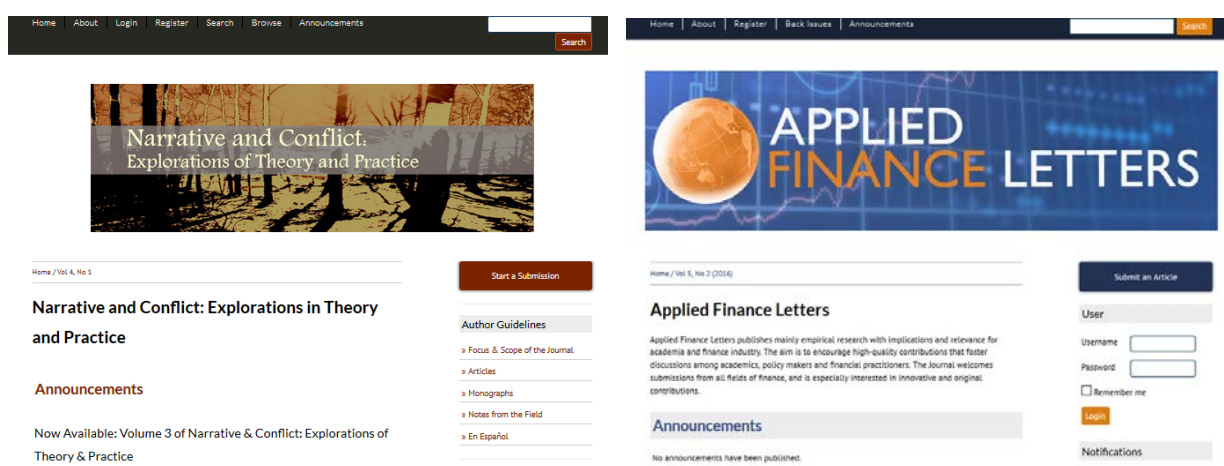 Home About Login Register Search Browse Announcements
Search
Narrative and Conflict:
Explorations of Theory and Practice
Home / Vol 4, No 1
Start a Submission
Narrative and Conflict: Explorations in Theory
and Practice
Author Guidelines
» Focus & Scope of the Journal
» Articles
Announcements
» Monographs
» Notes from the Field
Now Available: Volume 3 of Narrative & Conflict: Explorations of
» En Español
Theory & Practice
Home About Register Back Issues Announcements
Search
APPLIED
FINANCE LETTERS
Home / Vol 5, No 2 (2016)
Submit an Article
Applied Finance Letters
User
Applied Finance Letters publishes mainly empirical research with implications and relevance for
academia and finance industry. The aim is to encourage high-quality contributions that foster
discussions among academics, policy makers and financial practitioners. The Journal welcomes
submissions from all fields of finance, and is especially interested in innovative and original
contributions.
Username
Password
Remember me
Login
Announcements
No announcements have been published.
Notifications